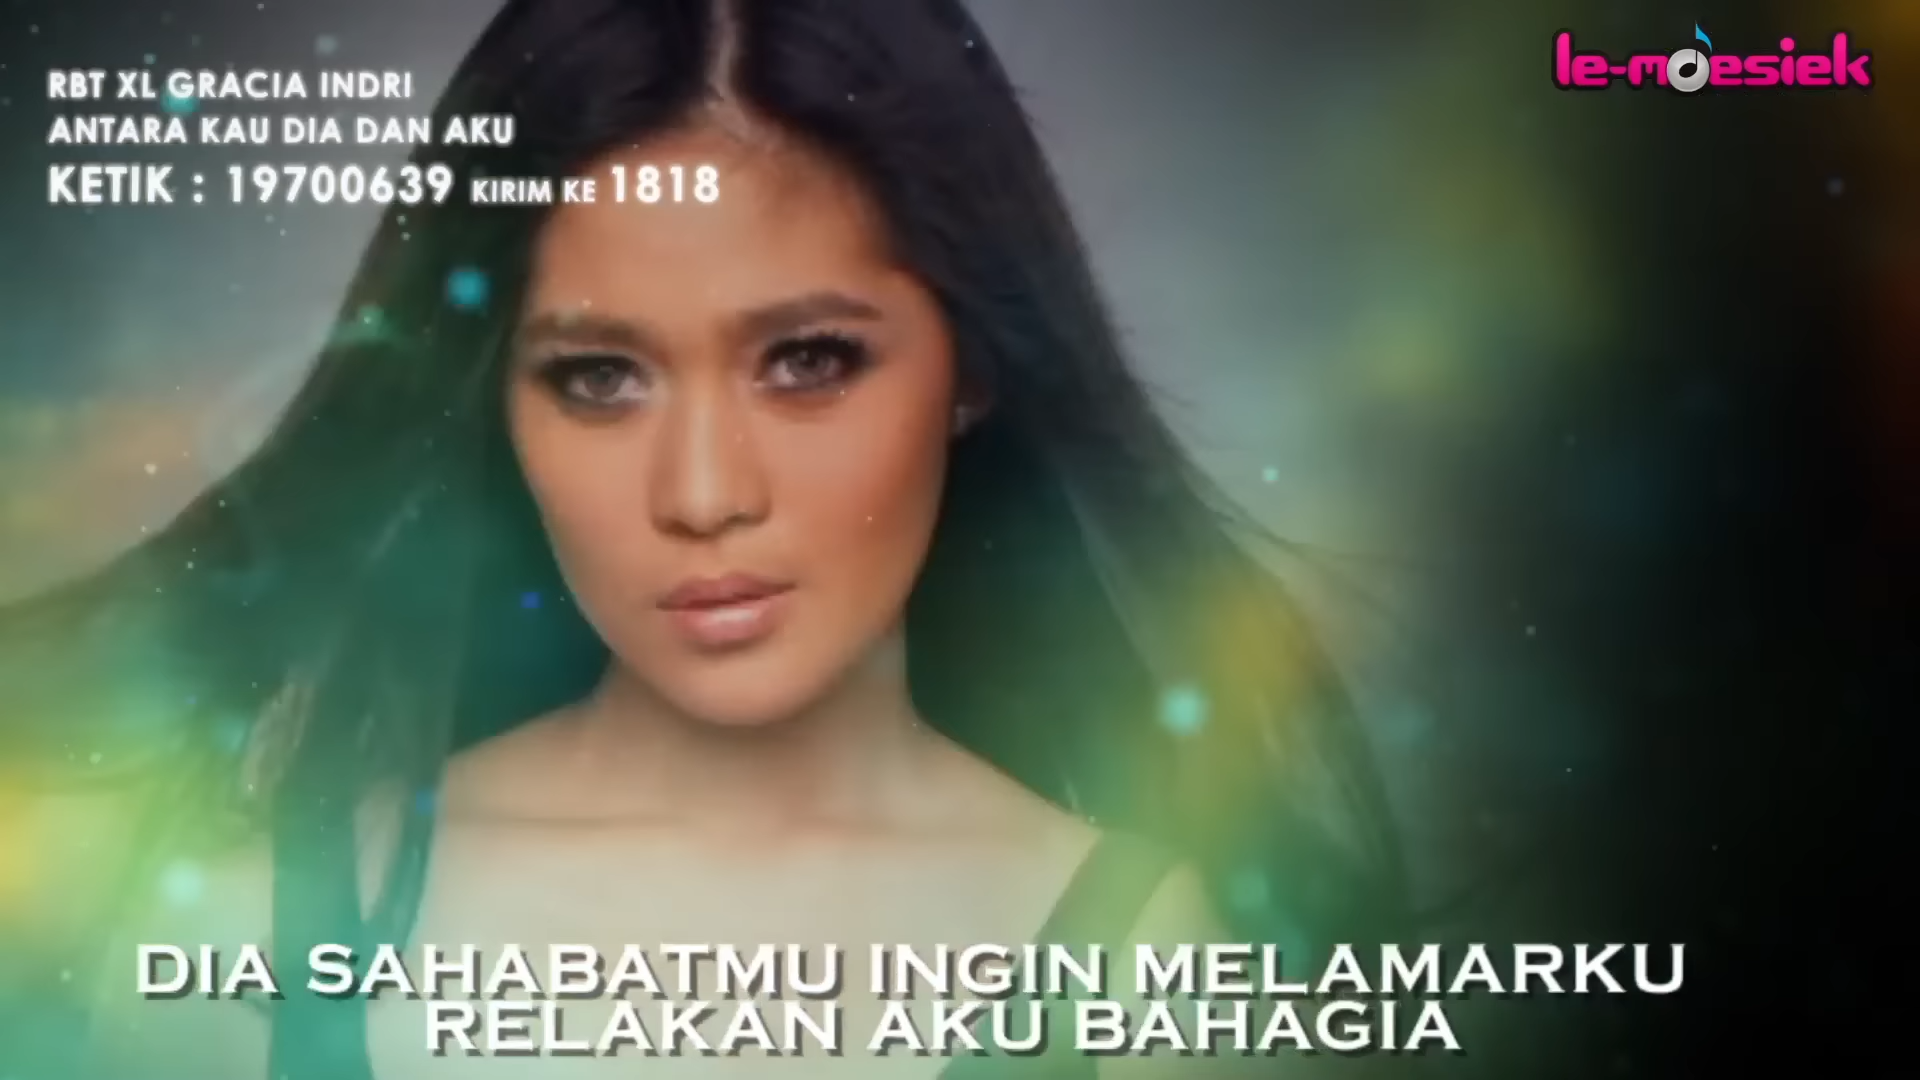 RBT XL GRACIA INDRI
ANTARA KAU DIA DAN AKU
KETIK : 19700639 KIRIM KE 1818
le-moesiek
DIA SAHABATMU INGIN MELAMARKU
RELAKAN AKU BAHAGIA